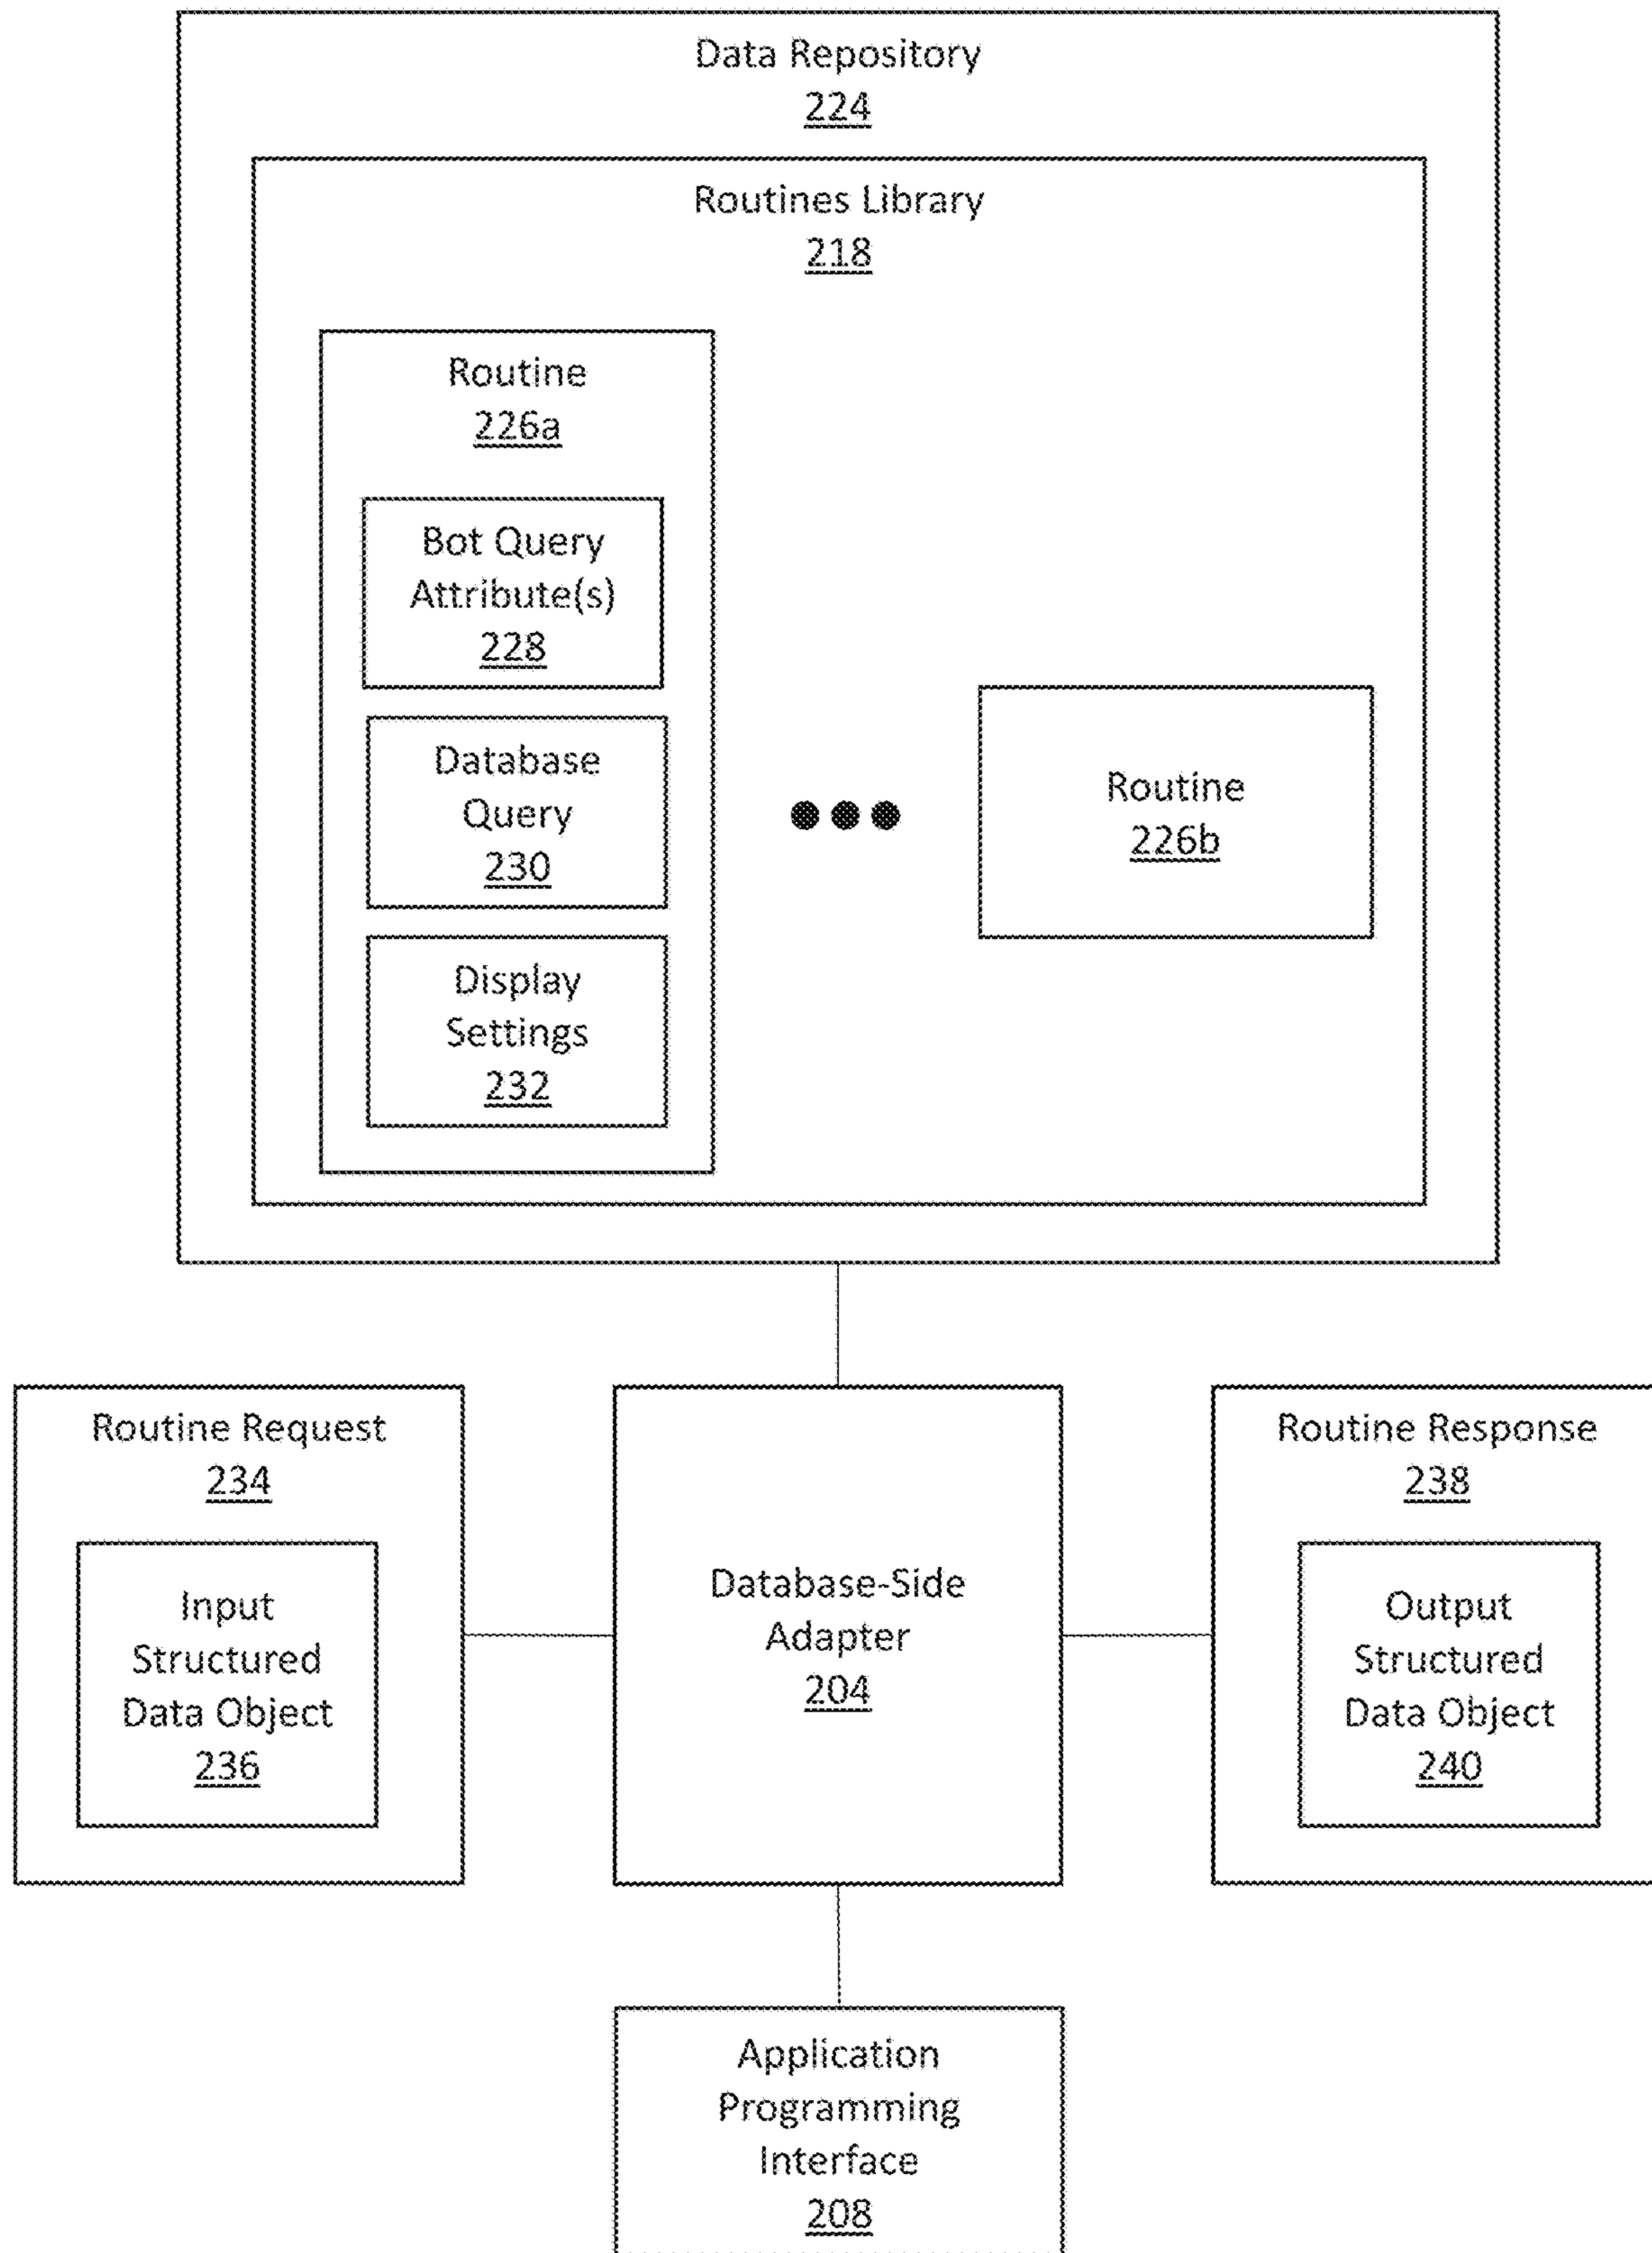 Data Repository
224
Routines Library
218
Routine
226a
Bot Query
Attribute(s)
228
Database
Query
230
Display
Settings
232
Routine
226b
Routine Request
234
Input
Structured
Data Object
236
Database-Side
Adapter
204
Routine Response
238
Output
Structured
Data Object
240
Application
Programming
Interface
208